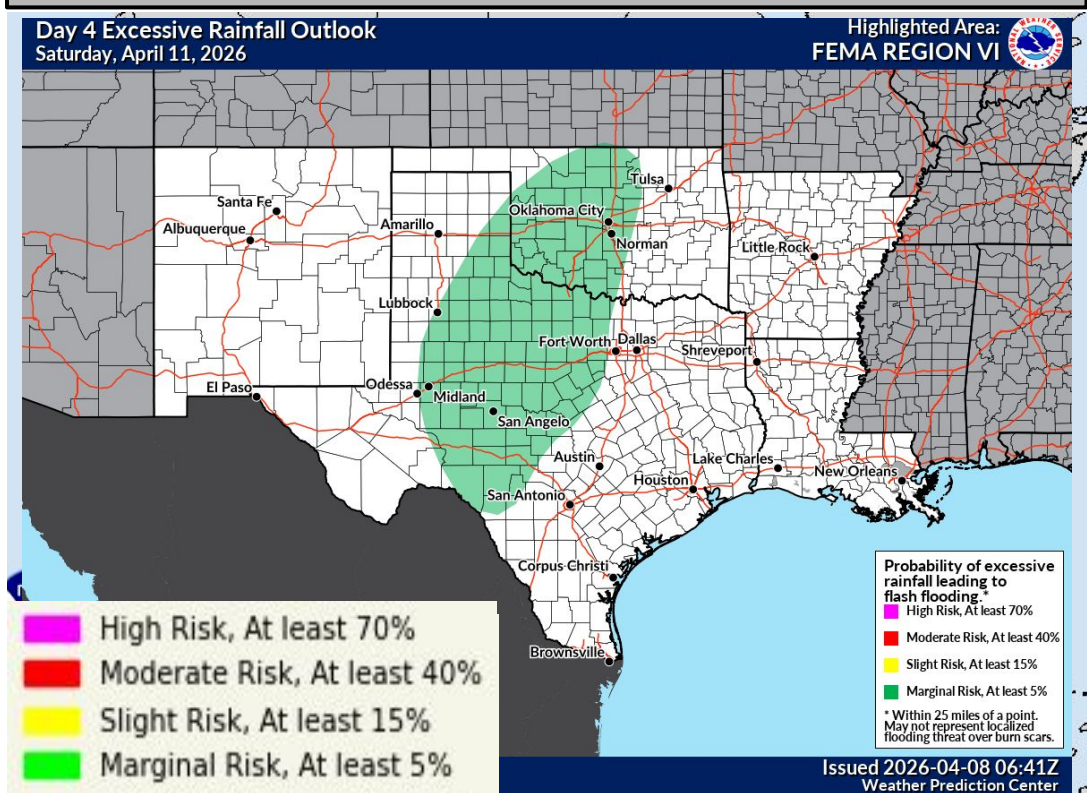 Day 4 Excessive Rainfall Outlook
Saturday, April 11, 2026
Highlighted Area:
FEMA REGION VI
Santa Fe
Albuquerque
Amarillo
Tulsa
Oklahoma City
Norman
Little Rock
Lubbock
Fort Worth
Dallas
Shreveport
El Paso
Odessa
Midland
San Angelo
Austin
Lake Charles
New Orleans
Houston
San Antonio
Corpus Christi
Brownsville
Probability of excessive
rainfall leading to
flash flooding.*
High Risk, At least 70%
Moderate Risk, At least 40%
Slight Risk, At least 15%
Marginal Risk, At least 5%
* Within 25 miles of a point.
May not represent localized
flooding threat over burn scars.
High Risk, At least 70%
Moderate Risk, At least 40%
Slight Risk, At least 15%
Marginal Risk, At least 5%
Issued 2026-04-08 06:41Z
Weather Prediction Center